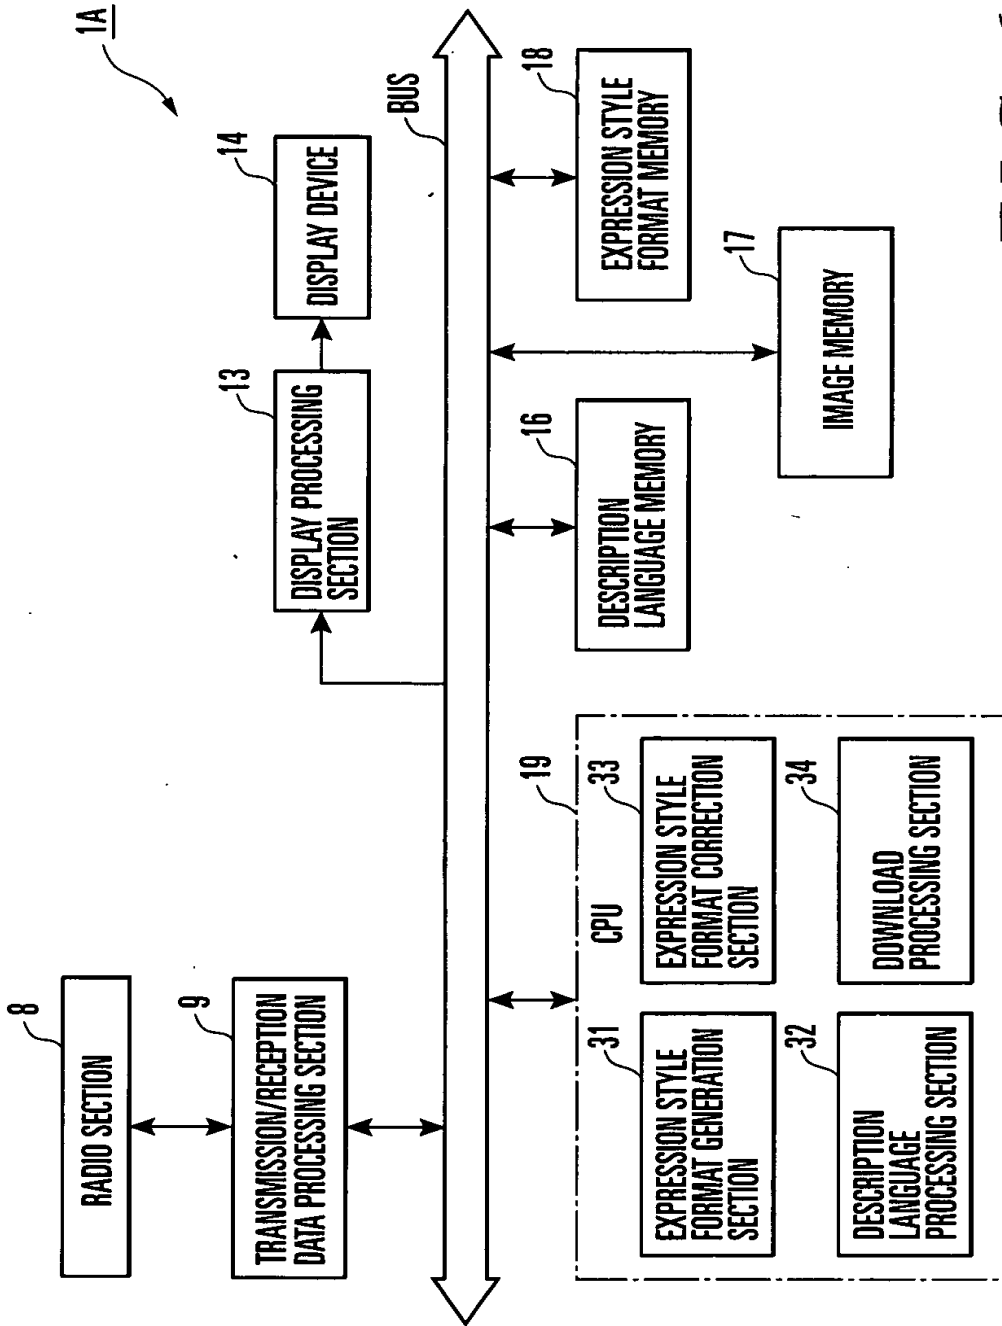 1A
8
RADIO SECTION
9
TRANSMISSION/RECEPTION
DATA PROCESSING SECTION
13
DISPLAY PROCESSING
SECTION
14
DISPLAY DEVICE
BUS
19
CPU
31
EXPRESSION STYLE
FORMAT GENERATION
SECTION
33
EXPRESSION STYLE
FORMAT CORRECTION
SECTION
32
DESCRIPTION
LANGUAGE
PROCESSING SECTION
34
DOWNLOAD
PROCESSING SECTION
16
DESCRIPTION
LANGUAGE MEMORY
17
IMAGE MEMORY
18
EXPRESSION STYLE
FORMAT MEMORY